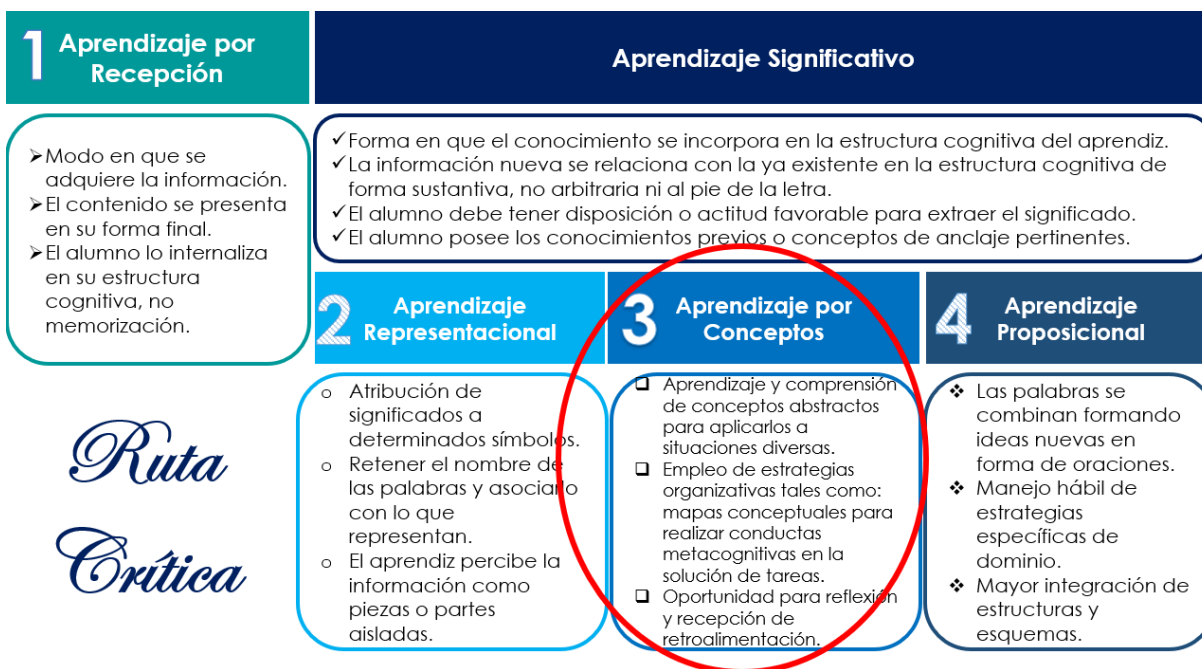 1 Aprendizaje por
Recepción
Aprendizaje Significativo
➤Modo en que se
adquiere la información.
➤El contenido se presenta
en su forma final.
➤El alumno lo internaliza
en su estructura
cognitiva, no
memorización.
✓Forma en que el conocimiento se incorpora en la estructura cognitiva del aprendiz.
✓La información nueva se relaciona con la ya existente en la estructura cognitiva de
forma sustantiva, no arbitraria ni al pie de la letra.
✓El alumno debe tener disposición o actitud favorable para extraer el significado.
✓El alumno posee los conocimientos previos o conceptos de anclaje pertinentes.
2 Aprendizaje
Representacional
o Atribución de
significados a
determinados símbolos.
o Retener el nombre de
las palabras y asociarlo
con lo que
representan.
o El aprendiz percibe la
información como
piezas o partes
aisladas.
3 Aprendizaje por
Conceptos
❑ Aprendizaje y comprensión
de conceptos abstractos
para aplicarlos a
situaciones diversas.
❑ Empleo de estrategias
organizativas tales como:
mapas conceptuales para
realizar conductas
metacognitivas en la
solución de tareas.
❑ Oportunidad para reflexión
y recepción de
retroalimentación.
4 Aprendizaje
Proposicional
❖ Las palabras se
combinan formando
ideas nuevas en
forma de oraciones.
❖ Manejo hábil de
estrategias
específicas de
dominio.
❖ Mayor integración de
estructuras y
esquemas.
Ruta
Crítica